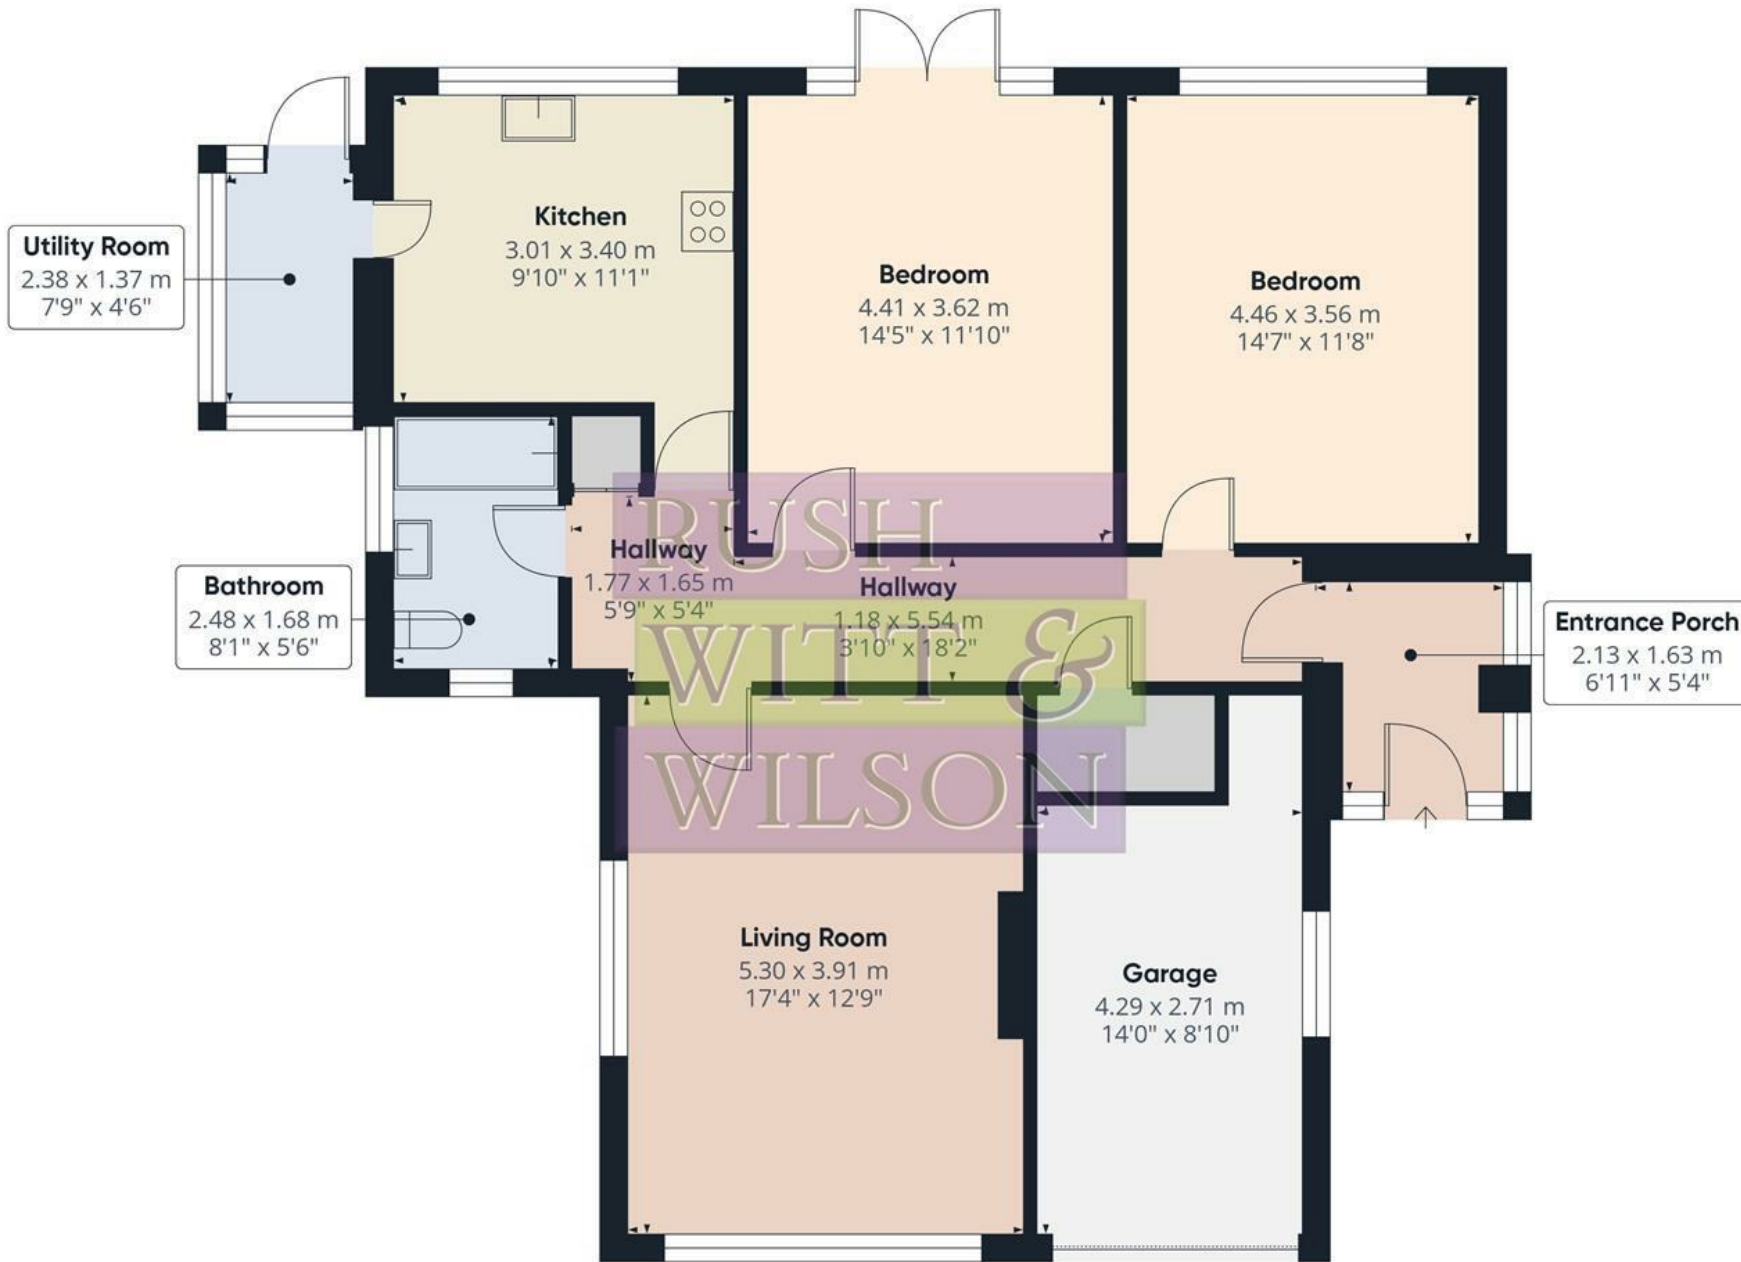 Kitchen
3.01 x 3.40 m
9'10" x 11'1"
Utility Room
2.38 x 1.37 m
7'9" x 4'6"
Bedroom
4.41 x 3.62 m
14'5" x 11'10"
Bedroom
4.46 x 3.56 m
14'7" x 11'8"
Hallway
1.77 x 1.65 m
5'9" x 5'4"
Hallway
1.18 x 5.54 m
3'10" x 18'2"
Bathroom
2.48 x 1.68 m
8'1" x 5'6"
Entrance Porch
2.13 x 1.63 m
6'11" x 5'4"
RUSH
WITT &
WILSON
Living Room
5.30 x 3.91 m
17'4" x 12'9"
Garage
4.29 x 2.71 m
14'0" x 8'10"